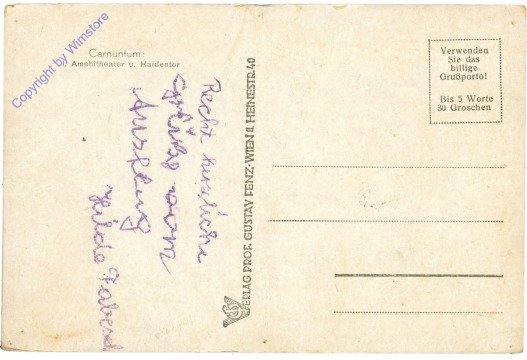 Copyright by Wimstore
Carnuntum:
Amphitheater u. Haidentor
Recht herzliche
Grüße vom
Ausflug
Hilde
VERLAG PROF. GUSTAV FENZ-WIEN II, HEINESTR. 40
Verwenden
Sie das
billige
Grußporto!
Bis 5 Worte
30 Groschen